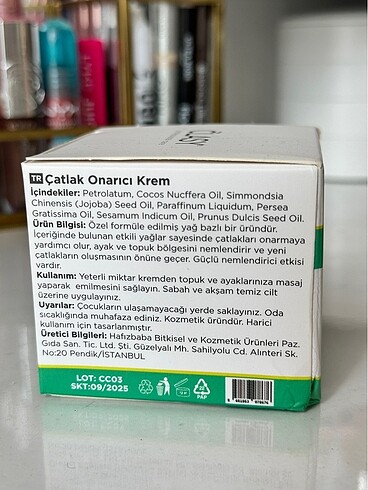 TR Çatlak Onarıcı Krem
İçindekiler: Petrolatum, Cocos Nucffera Oil, Simmondsia
Chinensis (Jojoba) Seed Oil, Paraffinum Liquidum, Persea
Gratissima Oil, Sesamum Indicum Oil, Prunus Dulcis Seed Oil.
Ürün Bilgisi: Özel formüle edilmiş yağ bazlı bir üründür.
İçeriğinde bulunan etkili yağlar sayesinde çatlakları onarmaya
yardımcı olur, ayak ve topuk bölgesini nemlendirir ve yeni
çatlakların oluşmasının önüne geçer. Güçlü nemlendirici etkisi
vardır.
Kullanım: Yeterli miktar kremden topuk ve ayaklarınıza masaj
yaparak emilmesini sağlayın. Sabah ve akşam temiz cilt
üzerine uygulayınız.
Uyarılar: Çocukların ulaşamayacağı yerde saklayınız. Oda
sıcaklığında muhafaza ediniz. Kozmetik üründür. Harici
kullanım için tasarlanmıştır.
Üretici Bilgileri: Hafızbaba Bitkisel ve Kozmetik Ürünleri Paz.
Gıda San. Tic. Ltd. Şti. Güzelyalı Mh. Sahilyolu Cd. Alınteri Sk.
No:20 Pendik/İSTANBUL
LOT: CC03
SKT:09/2025
PAP